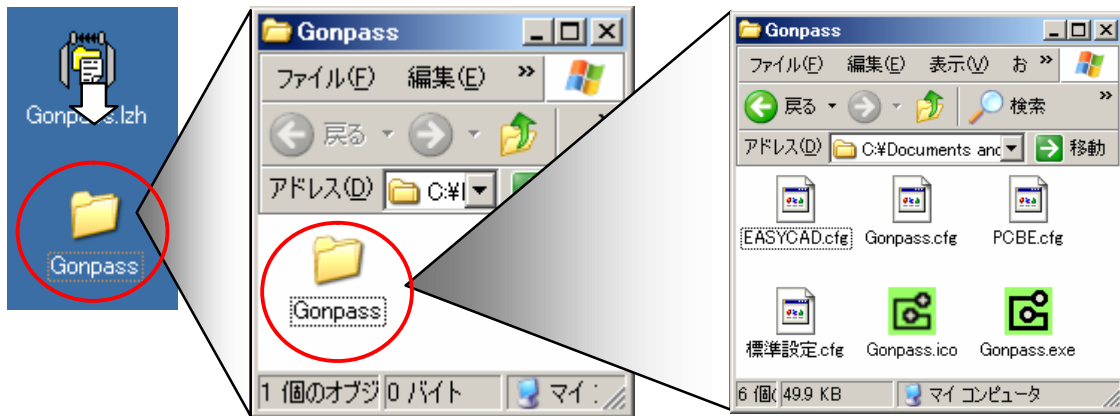 Gonpass.lzh
Gonpass
Gonpass
ファイル(F) 編集(E) »
戻る
アドレス(D) C:¥
Gonpass
1 個のオブジ 0 バイト マイ
Gonpass
ファイル(F) 編集(E) 表示(V) お »
戻る 検索 »
アドレス(D) C:¥Documents and 移動
EASYCAD.cfg Gonpass.cfg PCBE.cfg
標準設定.cfg Gonpass.ico Gonpass.exe
6 個( 49.9 KB マイ コンピュータ